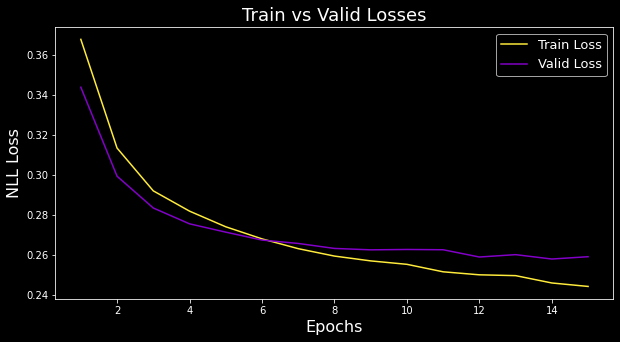 Train vs Valid Losses
Train Loss
Valid Loss
NLL Loss
0.36
0.34
0.32
0.30
0.28
0.26
0.24
2 4 6 8 10 12 14
Epochs